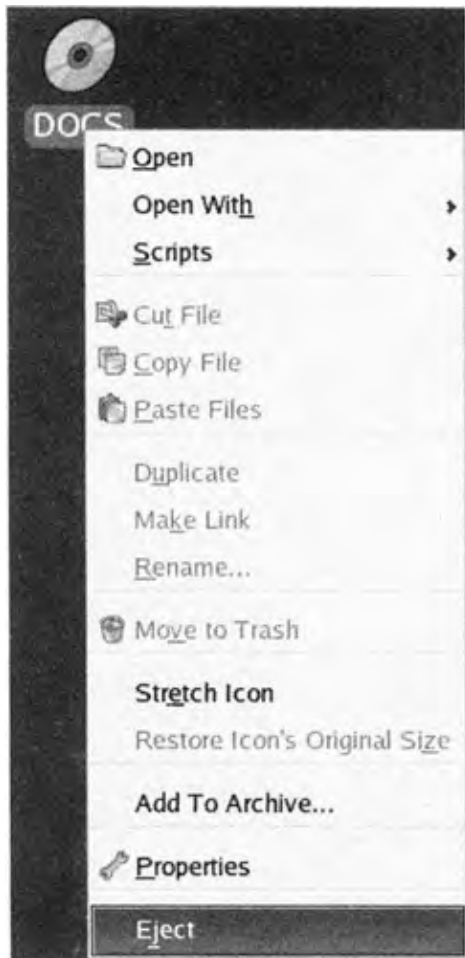 DOCS
Open
Open With
Scripts
Cut File
Copy File
Paste Files
Duplicate
Make Link
Rename...
Move to Trash
Stretch Icon
Restore Icon's Original Size
Add To Archive...
Properties
Eject